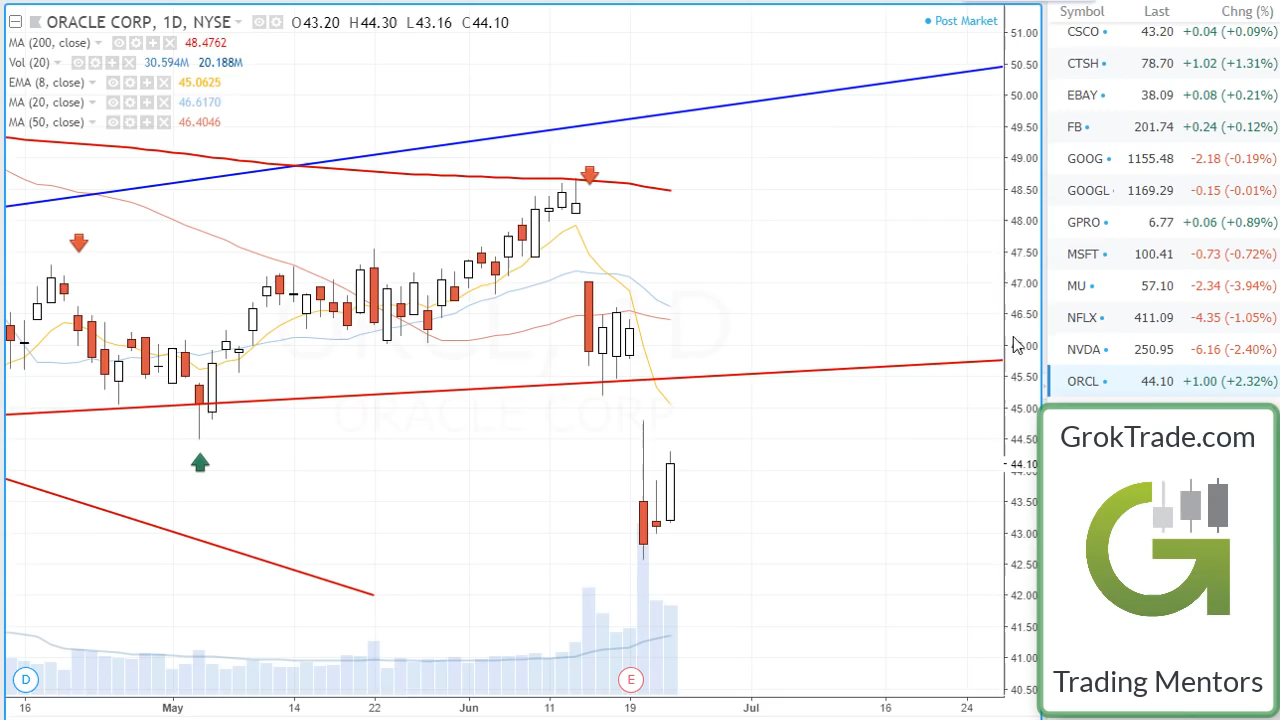 ORACLE CORP, 1D, NYSE O43.20 H44.30 L43.16 C44.10
Post Market
MA (200, close) 48.4762
Vol (20) 30.594M 20.188M
EMA (8, close) 45.0625
MA (20, close) 46.6170
MA (50, close) 46.4046
51.00
50.50
50.00
49.50
49.00
48.50
48.00
47.50
47.00
46.50
46.00
45.50
45.00
44.50
44.10
43.50
43.00
42.50
42.00
41.50
41.00
40.50
ORACLE CORP
D
E
16 May 14 22 Jun 11 19 Jul 16 24
Symbol Last Chng (%)
CSCO 43.20 +0.04 (+0.09%)
CTSH 78.70 +1.02 (+1.31%)
EBAY 38.09 +0.08 (+0.21%)
FB 201.74 +0.24 (+0.12%)
GOOG 1155.48 -2.18 (-0.19%)
GOOGL 1169.29 -0.15 (-0.01%)
GPRO 6.77 +0.06 (+0.89%)
MSFT 100.41 -0.73 (-0.72%)
MU 57.10 -2.34 (-3.94%)
NFLX 411.09 -4.35 (-1.05%)
NVDA 250.95 -6.16 (-2.40%)
ORCL 44.10 +1.00 (+2.32%)
GrokTrade.com
Trading Mentors